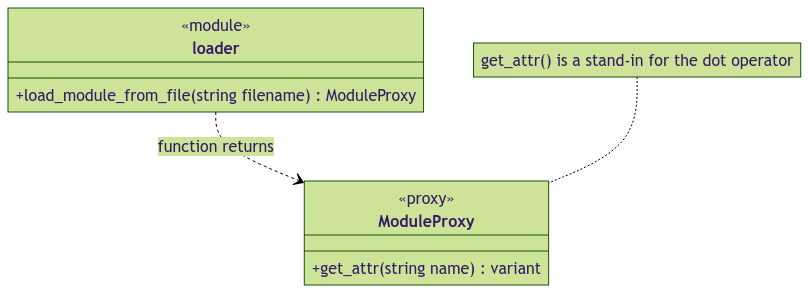 «module»
loader
+load_module_from_file(string filename) : ModuleProxy
get_attr() is a stand-in for the dot operator
function returns
«proxy»
ModuleProxy
+get_attr(string name) : variant